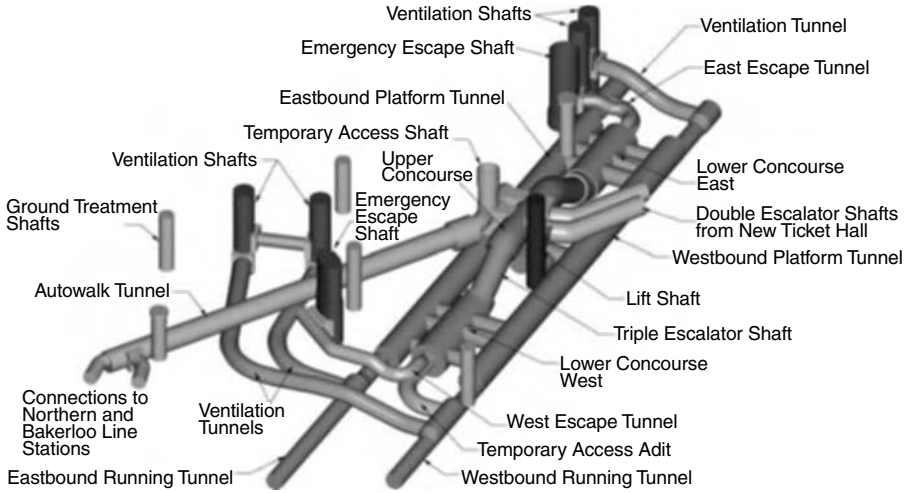 Ventilation Shafts
Ventilation Tunnel
Emergency Escape Shaft
East Escape Tunnel
Eastbound Platform Tunnel
Temporary Access Shaft
Ventilation Shafts
Upper
Concourse
Lower Concourse
East
Emergency
Escape
Shaft
Ground Treatment
Shafts
Double Escalator Shafts
from New Ticket Hall
Westbound Platform Tunnel
Autowalk Tunnel
Lift Shaft
Triple Escalator Shaft
Lower Concourse
West
Connections to
Northern and
Bakerloo Line
Stations
Ventilation
Tunnels
West Escape Tunnel
Temporary Access Adit
Eastbound Running Tunnel
Westbound Running Tunnel